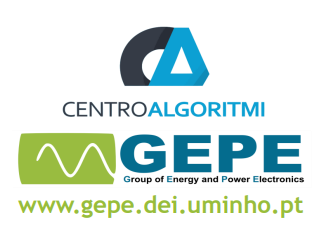 CENTROALGORITMI
GEPE
Group of Energy and Power Electronics
www.gepe.dei.uminho.pt